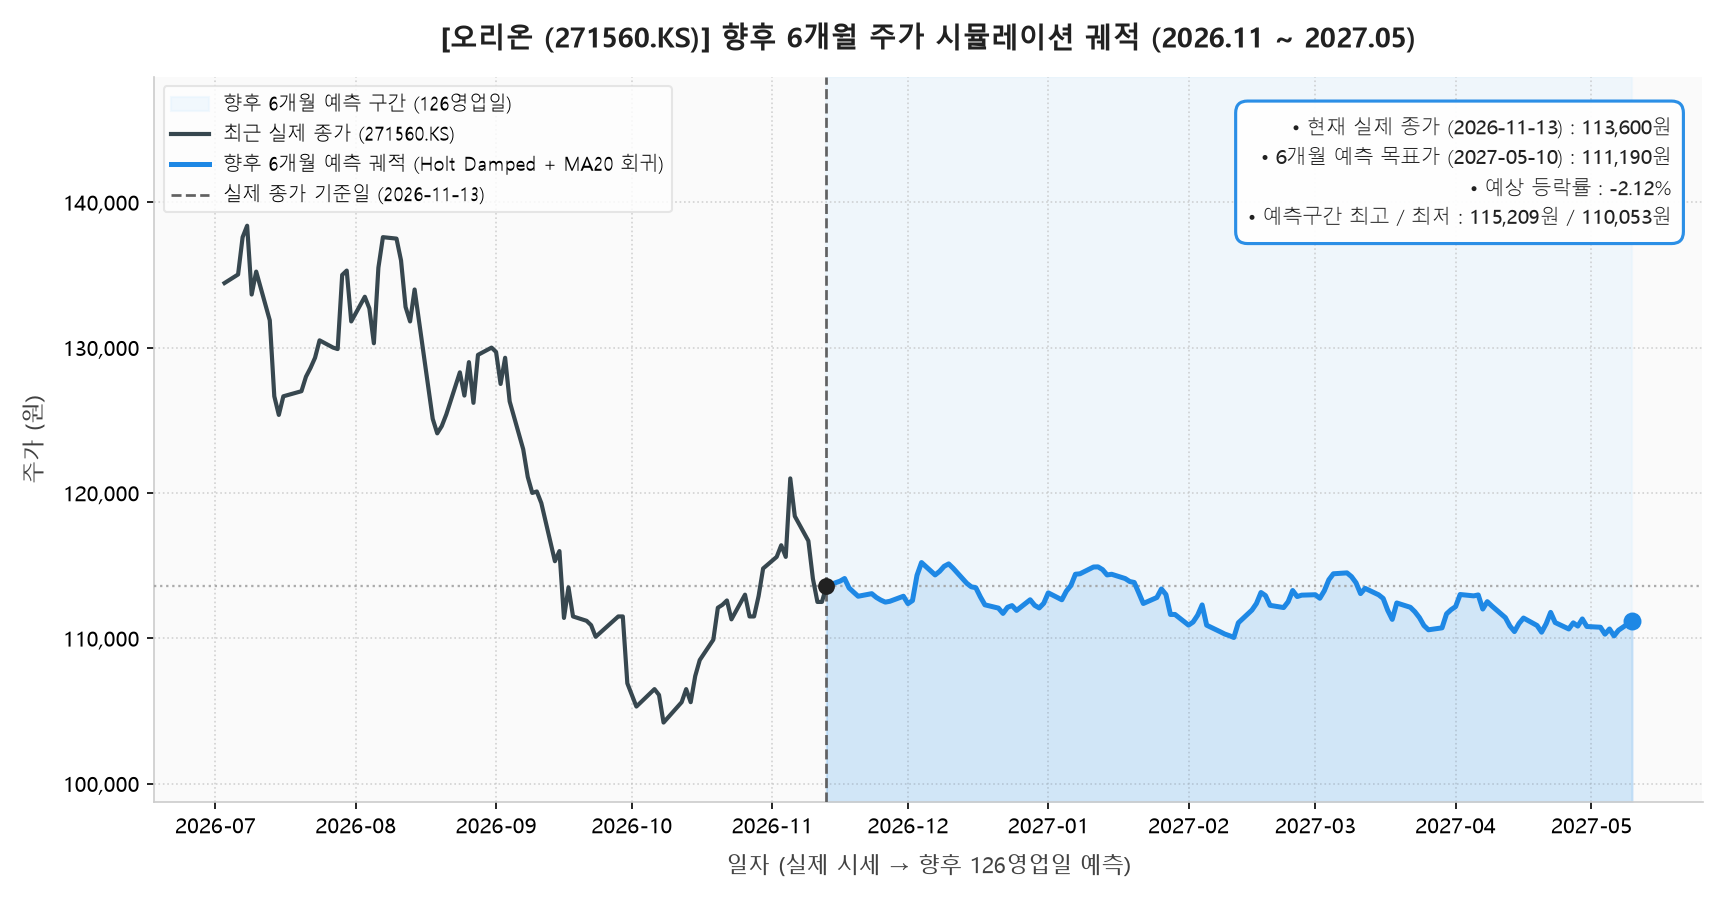 [오리온 (271560.KS)] 향후 6개월 주가 시뮬레이션 궤적 (2026.11 ~ 2027.05)
향후 6개월 예측 구간 (126영업일)
최근 실제 종가 (271560.KS)
향후 6개월 예측 궤적 (Holt Damped + MA20 회귀)
실제 종가 기준일 (2026-11-13)
• 현재 실제 종가 (2026-11-13) : 113,600원
• 6개월 예측 목표가 (2027-05-10) : 111,190원
• 예상 등락률 : -2.12%
• 예측구간 최고 / 최저 : 115,209원 / 110,053원
주가 (원)
140,000
130,000
120,000
110,000
100,000
2026-07 2026-08 2026-09 2026-10 2026-11 2026-12 2027-01 2027-02 2027-03 2027-04 2027-05
일자 (실제 시세 → 향후 126영업일 예측)